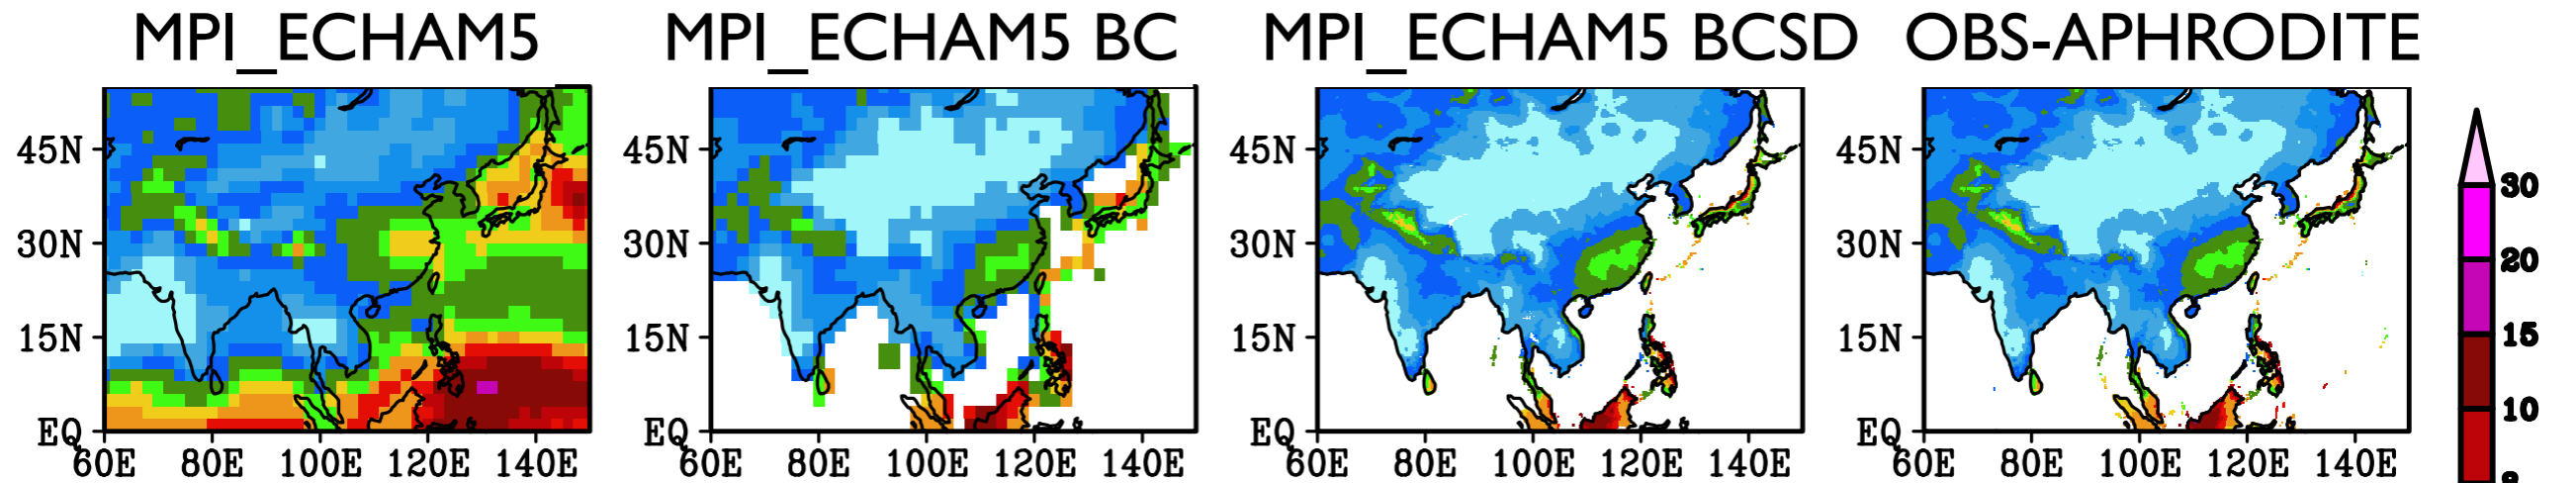 MPI_ECHAM5 MPI_ECHAM5 BC MPI_ECHAM5 BCSD OBS-APHRODITE
45N 45N 45N 45N 30
30N 30N 30N 30N 20
15N 15N 15N 15N 15
10
EQ EQ EQ EQ
60E 80E 100E 120E 140E 60E 80E 100E 120E 140E 60E 80E 100E 120E 140E 60E 80E 100E 120E 140E